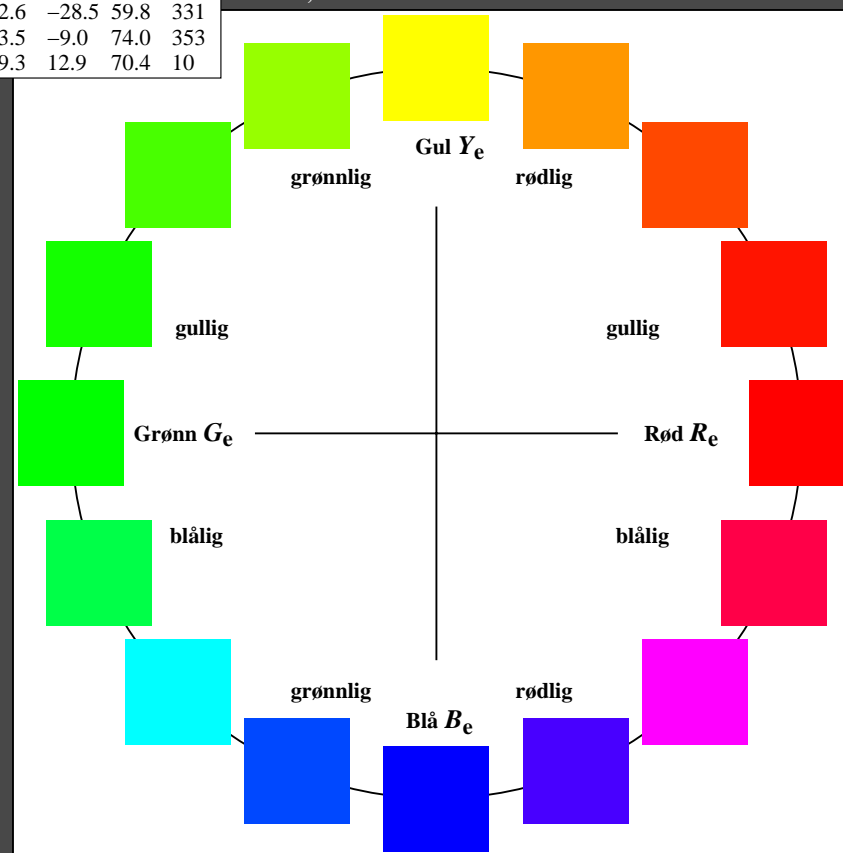 2.6 −28.5 59.8 331
3.5 −9.0 74.0 353
9.3 12.9 70.4 10
Gul Yₑ
grønnlig rødlig
gullig gullig
Grønn Gₑ Rød Rₑ
blålig blålig
grønnlig rødlig
Blå Bₑ